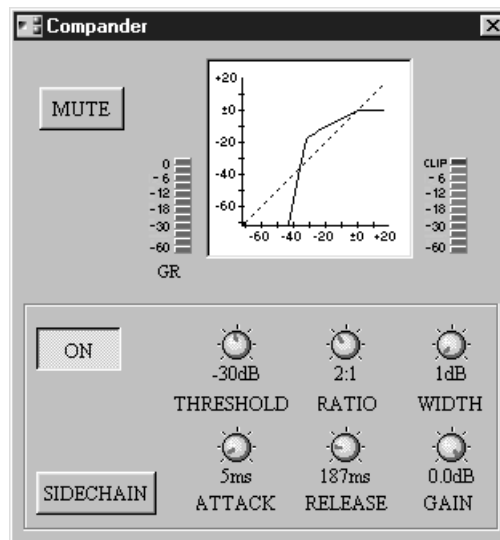 Compander
MUTE
+20
±0
-20
-40
-60
-60 -40 -20 ±0 +20
0
-6
-12
-18
-30
-60
GR
CLIP
-6
-12
-18
-30
-60
ON
-30dB 2:1 1dB
THRESHOLD RATIO WIDTH
SIDECHAIN
5ms 187ms 0.0dB
ATTACK RELEASE GAIN